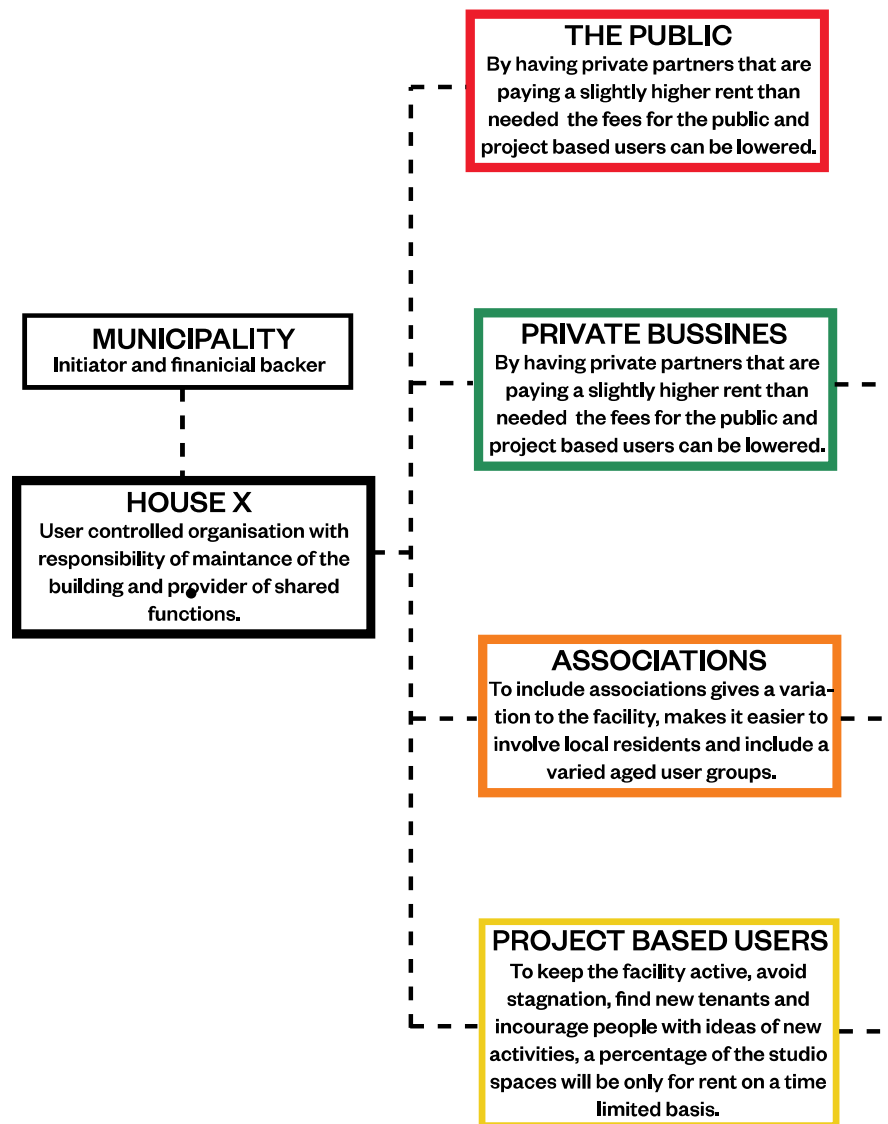 THE PUBLIC
By having private partners that are
paying a slightly higher rent than
needed the fees for the public and
project based users can be lowered.
MUNICIPALITY
Initiator and finanicial backer
PRIVATE BUSSINES
By having private partners that are
paying a slightly higher rent than
needed the fees for the public and
project based users can be lowered.
HOUSE X
User controlled organisation with
responsibility of maintance of the
building and provider of shared
functions.
ASSOCIATIONS
To include associations gives a varia-
tion to the facility, makes it easier to
involve local residents and include a
varied aged user groups.
PROJECT BASED USERS
To keep the facility active, avoid
stagnation, find new tenants and
incourage people with ideas of new
activities, a percentage of the studio
spaces will be only for rent on a time
limited basis.